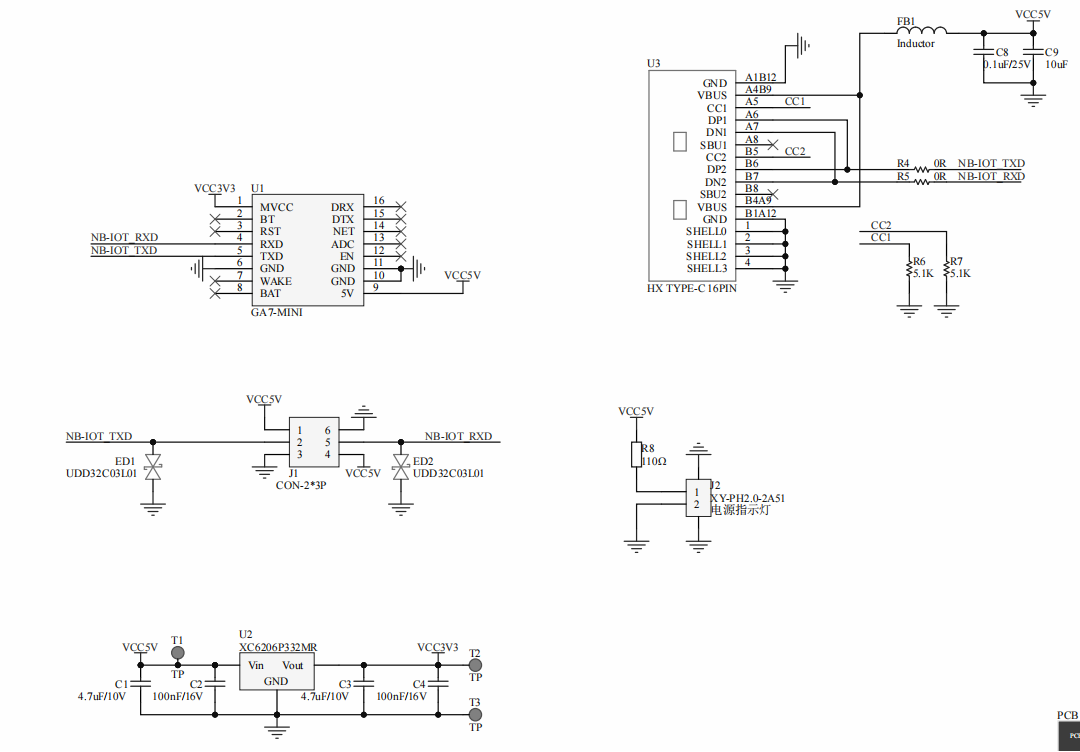 VCC5V
FB1
Inductor
C8
0.1uF/25V
C9
10uF
U3
GND A1B12
VBUS A4B9
CC1 A5 CC1
DP1 A6
DN1 A7
SBU1 A8
CC2 B5 CC2
DP2 B6 R4 0R NB-IOT_TXD
DN2 B7 R5 0R NB-IOT_RXD
SBU2 B8
VBUS B4A9
GND B1A12
SHELL0 1
SHELL1 2
SHELL2 3
SHELL3 4
HX TYPE-C 16PIN
CC2
CC1
R6
5.1K
R7
5.1K
VCC3V3
U1
1 MVCC DRX 16
2 BT DTX 15
3 RST NET 14
NB-IOT_RXD 4 RXD ADC 13
NB-IOT_TXD 5 TXD EN 12
6 GND GND 11
7 WAKE GND 10
8 BAT 5V 9
VCC5V
GA7-MINI
VCC5V
NB-IOT_TXD
1 6
2 5
3 4
NB-IOT_RXD
ED1
UDD32C03L01
J1
CON-2*3P
VCC5V
ED2
UDD32C03L01
VCC5V
R8
110Ω
J2
1
2
XY-PH2.0-2A51
电源指示灯
U2
XC6206P332MR
VCC5V
T1
TP
Vin Vout
GND
VCC3V3
T2
TP
C1
4.7uF/10V
C2
100nF/16V
C3
4.7uF/10V
C4
100nF/16V
T3
TP
PCB